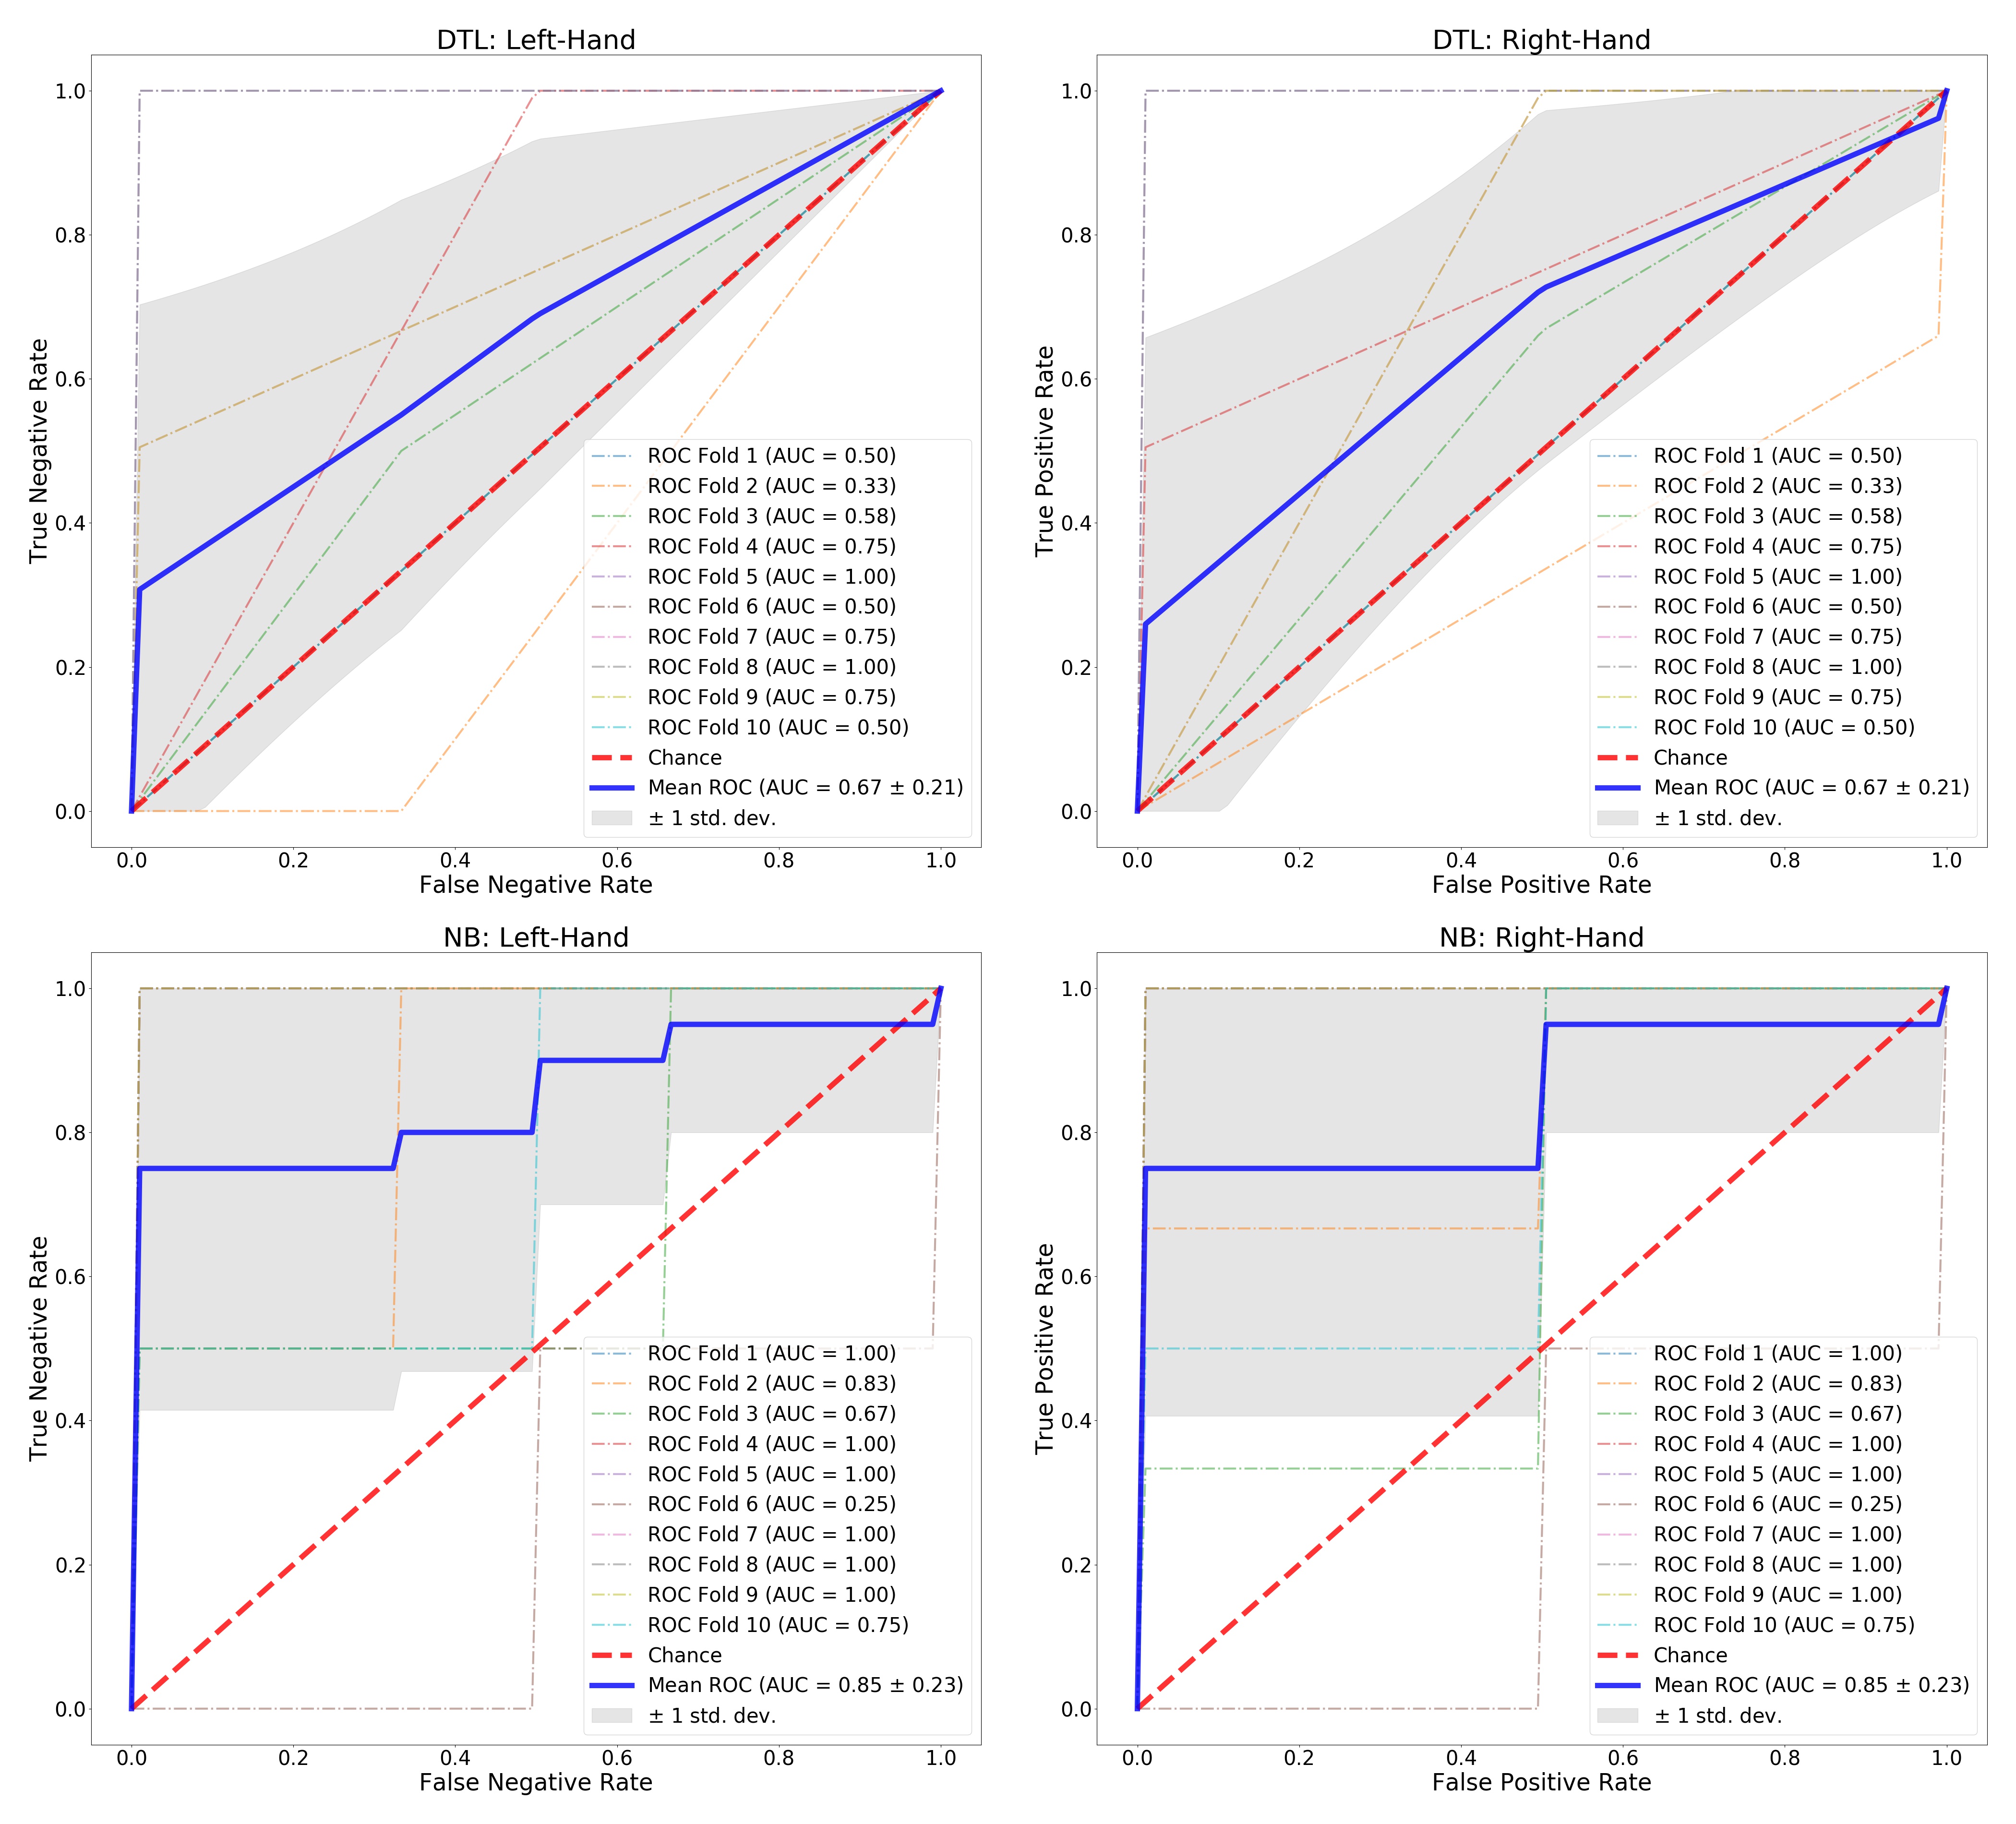 DTL: Left-Hand
True Negative Rate
1.0
0.8
0.6
0.4
0.2
0.0
ROC Fold 1 (AUC = 0.50)
ROC Fold 2 (AUC = 0.33)
ROC Fold 3 (AUC = 0.58)
ROC Fold 4 (AUC = 0.75)
ROC Fold 5 (AUC = 1.00)
ROC Fold 6 (AUC = 0.50)
ROC Fold 7 (AUC = 0.75)
ROC Fold 8 (AUC = 1.00)
ROC Fold 9 (AUC = 0.75)
ROC Fold 10 (AUC = 0.50)
Chance
Mean ROC (AUC = 0.67 ± 0.21)
± 1 std. dev.
0.0 0.2 0.4 0.6 0.8 1.0
False Negative Rate
DTL: Right-Hand
True Positive Rate
1.0
0.8
0.6
0.4
0.2
0.0
ROC Fold 1 (AUC = 0.50)
ROC Fold 2 (AUC = 0.33)
ROC Fold 3 (AUC = 0.58)
ROC Fold 4 (AUC = 0.75)
ROC Fold 5 (AUC = 1.00)
ROC Fold 6 (AUC = 0.50)
ROC Fold 7 (AUC = 0.75)
ROC Fold 8 (AUC = 1.00)
ROC Fold 9 (AUC = 0.75)
ROC Fold 10 (AUC = 0.50)
Chance
Mean ROC (AUC = 0.67 ± 0.21)
± 1 std. dev.
0.0 0.2 0.4 0.6 0.8 1.0
False Positive Rate
NB: Left-Hand
True Negative Rate
1.0
0.8
0.6
0.4
0.2
0.0
ROC Fold 1 (AUC = 1.00)
ROC Fold 2 (AUC = 0.83)
ROC Fold 3 (AUC = 0.67)
ROC Fold 4 (AUC = 1.00)
ROC Fold 5 (AUC = 1.00)
ROC Fold 6 (AUC = 0.25)
ROC Fold 7 (AUC = 1.00)
ROC Fold 8 (AUC = 1.00)
ROC Fold 9 (AUC = 1.00)
ROC Fold 10 (AUC = 0.75)
Chance
Mean ROC (AUC = 0.85 ± 0.23)
± 1 std. dev.
0.0 0.2 0.4 0.6 0.8 1.0
False Negative Rate
NB: Right-Hand
True Positive Rate
1.0
0.8
0.6
0.4
0.2
0.0
ROC Fold 1 (AUC = 1.00)
ROC Fold 2 (AUC = 0.83)
ROC Fold 3 (AUC = 0.67)
ROC Fold 4 (AUC = 1.00)
ROC Fold 5 (AUC = 1.00)
ROC Fold 6 (AUC = 0.25)
ROC Fold 7 (AUC = 1.00)
ROC Fold 8 (AUC = 1.00)
ROC Fold 9 (AUC = 1.00)
ROC Fold 10 (AUC = 0.75)
Chance
Mean ROC (AUC = 0.85 ± 0.23)
± 1 std. dev.
0.0 0.2 0.4 0.6 0.8 1.0
False Positive Rate